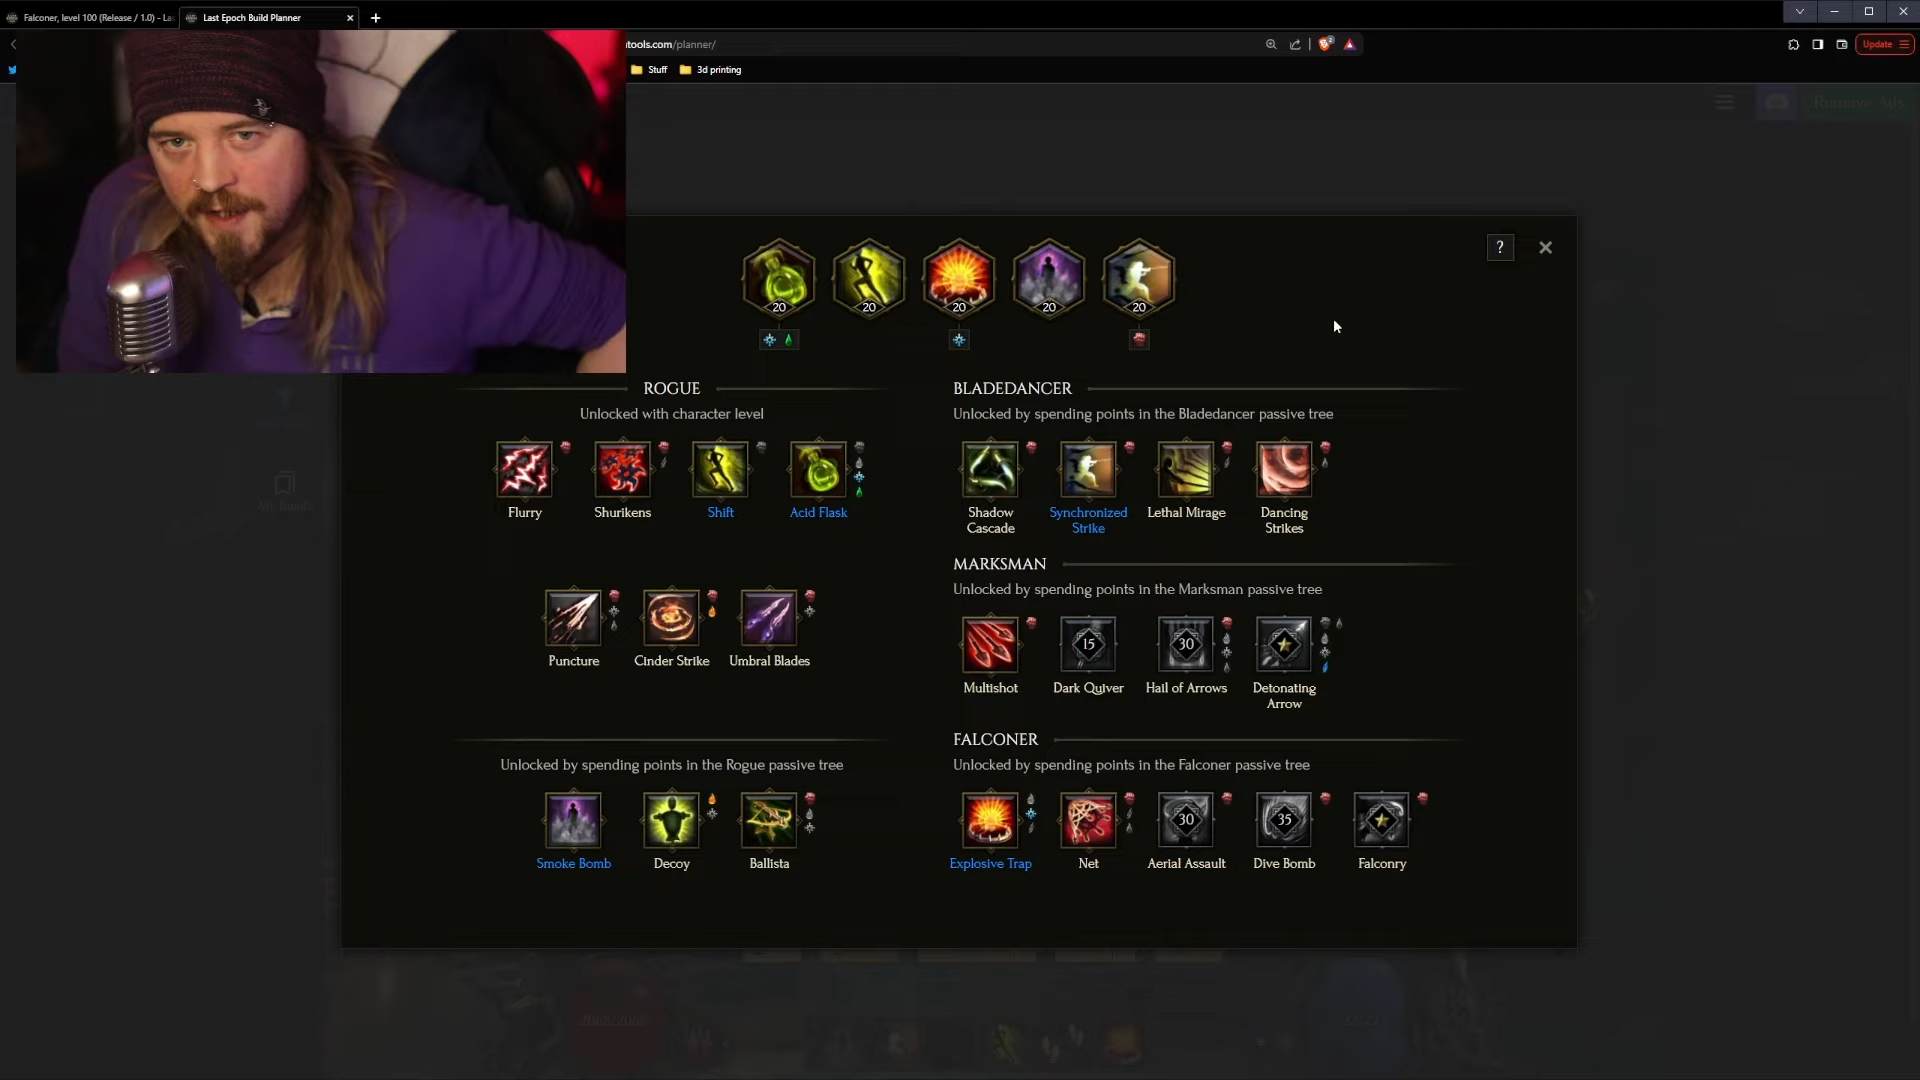 Falconer, level 100 (Release / 1.0) - La
Last Epoch Build Planner
tools.com/planner/
Update
Stuff
3d printing
Remove Ads
?
20
20
20
20
20
ROGUE
Unlocked with character level
Flurry
Shurikens
Shift
Acid Flask
Puncture
Cinder Strike
Umbral Blades
Unlocked by spending points in the Rogue passive tree
Smoke Bomb
Decoy
Ballista
BLADEDANCER
Unlocked by spending points in the Bladedancer passive tree
Shadow
Cascade
Synchronized
Strike
Lethal Mirage
Dancing
Strikes
MARKSMAN
Unlocked by spending points in the Marksman passive tree
15
30
Multishot
Dark Quiver
Hail of Arrows
Detonating
Arrow
FALCONER
Unlocked by spending points in the Falconer passive tree
30
35
Explosive Trap
Net
Aerial Assault
Dive Bomb
Falconry